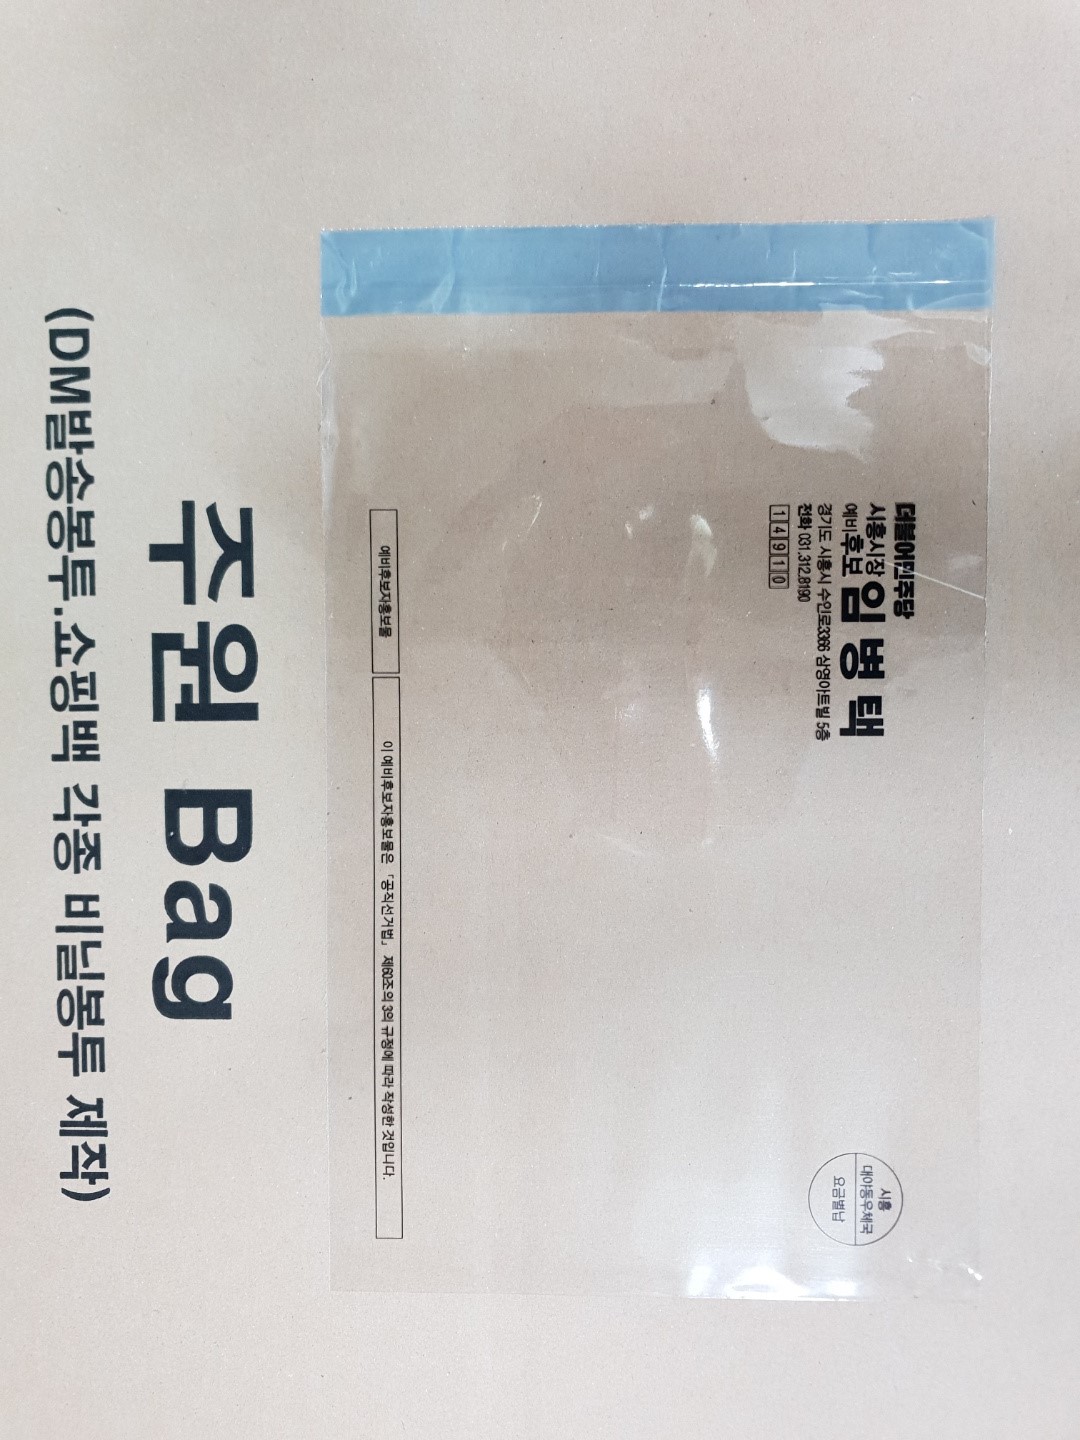 더불어민주당
시흥시장
예비후보 임병택
경기도 시흥시 수인로3366 삼영아트빌 5층
전화 031.312.8190
14910
시흥
대야동우체국
요금별납
예비후보자홍보물
이 예비후보자홍보물은 「공직선거법」 제60조의 3의 규정에 따라 작성한 것입니다.
주원 Bag
(DM발송봉투.쇼핑백 각종 비닐봉투 제작)